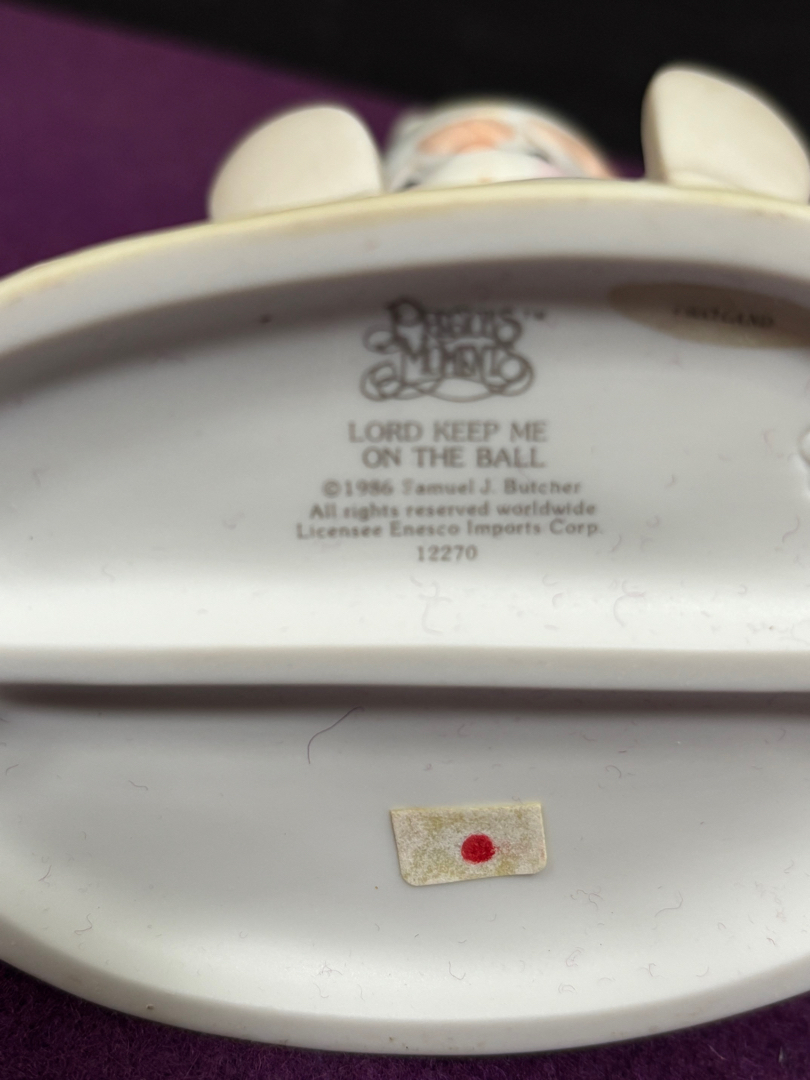 PRECIOUS™
MOMENTS
LORD KEEP ME
ON THE BALL
©1986 Samuel J. Butcher
All rights reserved worldwide
Licensee Enesco Imports Corp.
12270